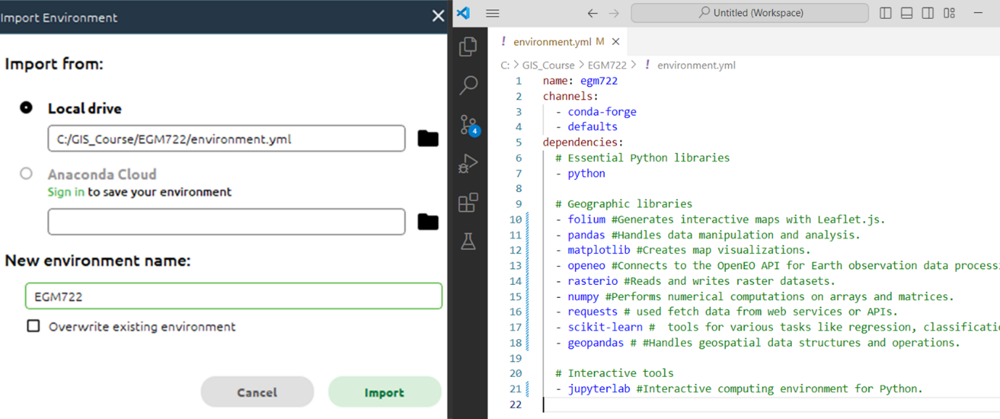 Import Environment
Import from:
Local drive
C:/GIS_Course/EGM722/environment.yml
Anaconda Cloud
Sign in to save your environment
New environment name:
EGM722
Overwrite existing environment
Cancel
Import
Untitled (Workspace)
environment.yml M
C: > GIS_Course > EGM722 > ! environment.yml
4
1 name: egm722
2 channels:
3 - conda-forge
4 - defaults
5 dependencies:
6 # Essential Python libraries
7 - python
8
9 # Geographic libraries
10 - folium #Generates interactive maps with Leaflet.js.
11 - pandas #Handles data manipulation and analysis.
12 - matplotlib #Creates map visualizations.
13 - openeo #Connects to the OpenEO API for Earth observation data processi
14 - rasterio #Reads and writes raster datasets.
15 - numpy #Performs numerical computations on arrays and matrices.
16 - requests # used fetch data from web services or APIs.
17 - scikit-learn #  tools for various tasks like regression, classificatio
18 - geopandas # #Handles geospatial data structures and operations.
19
20 # Interactive tools
21 - jupyterlab #Interactive computing environment for Python.
22